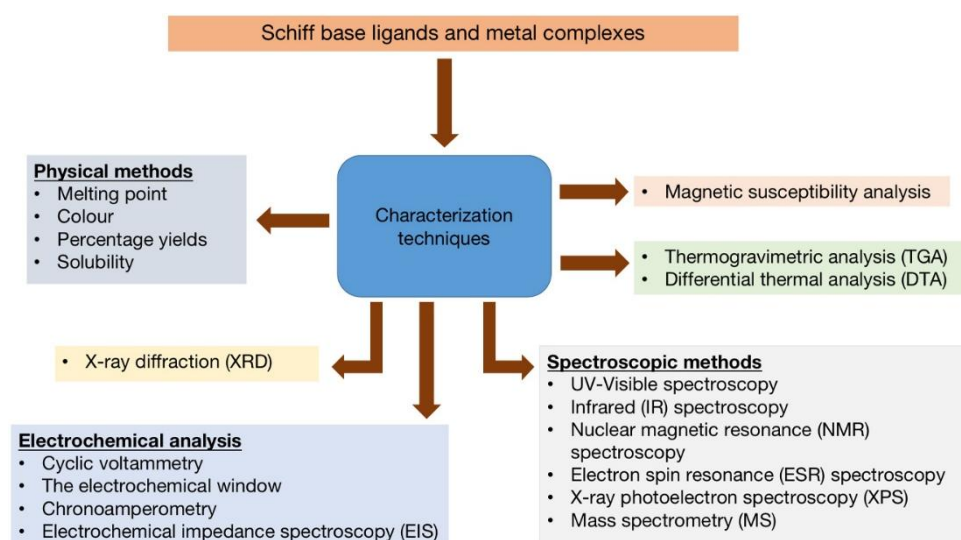 Schiff base ligands and metal complexes
Physical methods
• Melting point
• Colour
• Percentage yields
• Solubility
Characterization
techniques
• Magnetic susceptibility analysis
• Thermogravimetric analysis (TGA)
• Differential thermal analysis (DTA)
• X-ray diffraction (XRD)
Electrochemical analysis
• Cyclic voltammetry
• The electrochemical window
• Chronoamperometry
• Electrochemical impedance spectroscopy (EIS)
Spectroscopic methods
• UV-Visible spectroscopy
• Infrared (IR) spectroscopy
• Nuclear magnetic resonance (NMR)
spectroscopy
• Electron spin resonance (ESR) spectroscopy
• X-ray photoelectron spectroscopy (XPS)
• Mass spectrometry (MS)